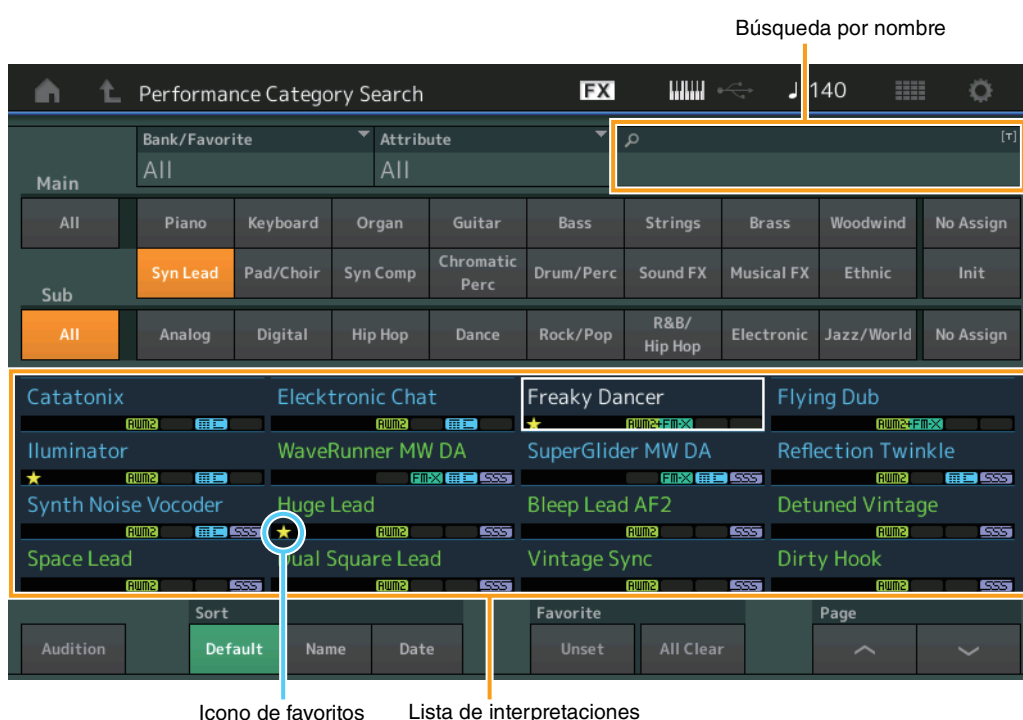 Búsqueda por nombre
Performance Category Search FX 140
Bank/Favorite Attribute [T]
All All
Main
All Piano Keyboard Organ Guitar Bass Strings Brass Woodwind No Assign
Syn Lead Pad/Choir Syn Comp Chromatic Perc Drum/Perc Sound FX Musical FX Ethnic Init
Sub
All Analog Digital Hip Hop Dance Rock/Pop R&B/ Hip Hop Electronic Jazz/World No Assign
Catatonix Elecktronic Chat Freaky Dancer Flying Dub
AWM2 AWM2 AWM2+FM-X AWM2+FM-X
Iluminator WaveRunner MW DA SuperGlider MW DA Reflection Twinkle
AWM2 FM-X SSS FM-X SSS AWM2 SSS
Synth Noise Vocoder Huge Lead Bleep Lead AF2 Detuned Vintage
AWM2 SSS AWM2 SSS AWM2 SSS AWM2 SSS
Space Lead Dual Square Lead Vintage Sync Dirty Hook
AWM2 SSS AWM2 SSS AWM2 SSS AWM2 SSS
Sort Favorite Page
Audition Default Name Date Unset All Clear
Icono de favoritos Lista de interpretaciones